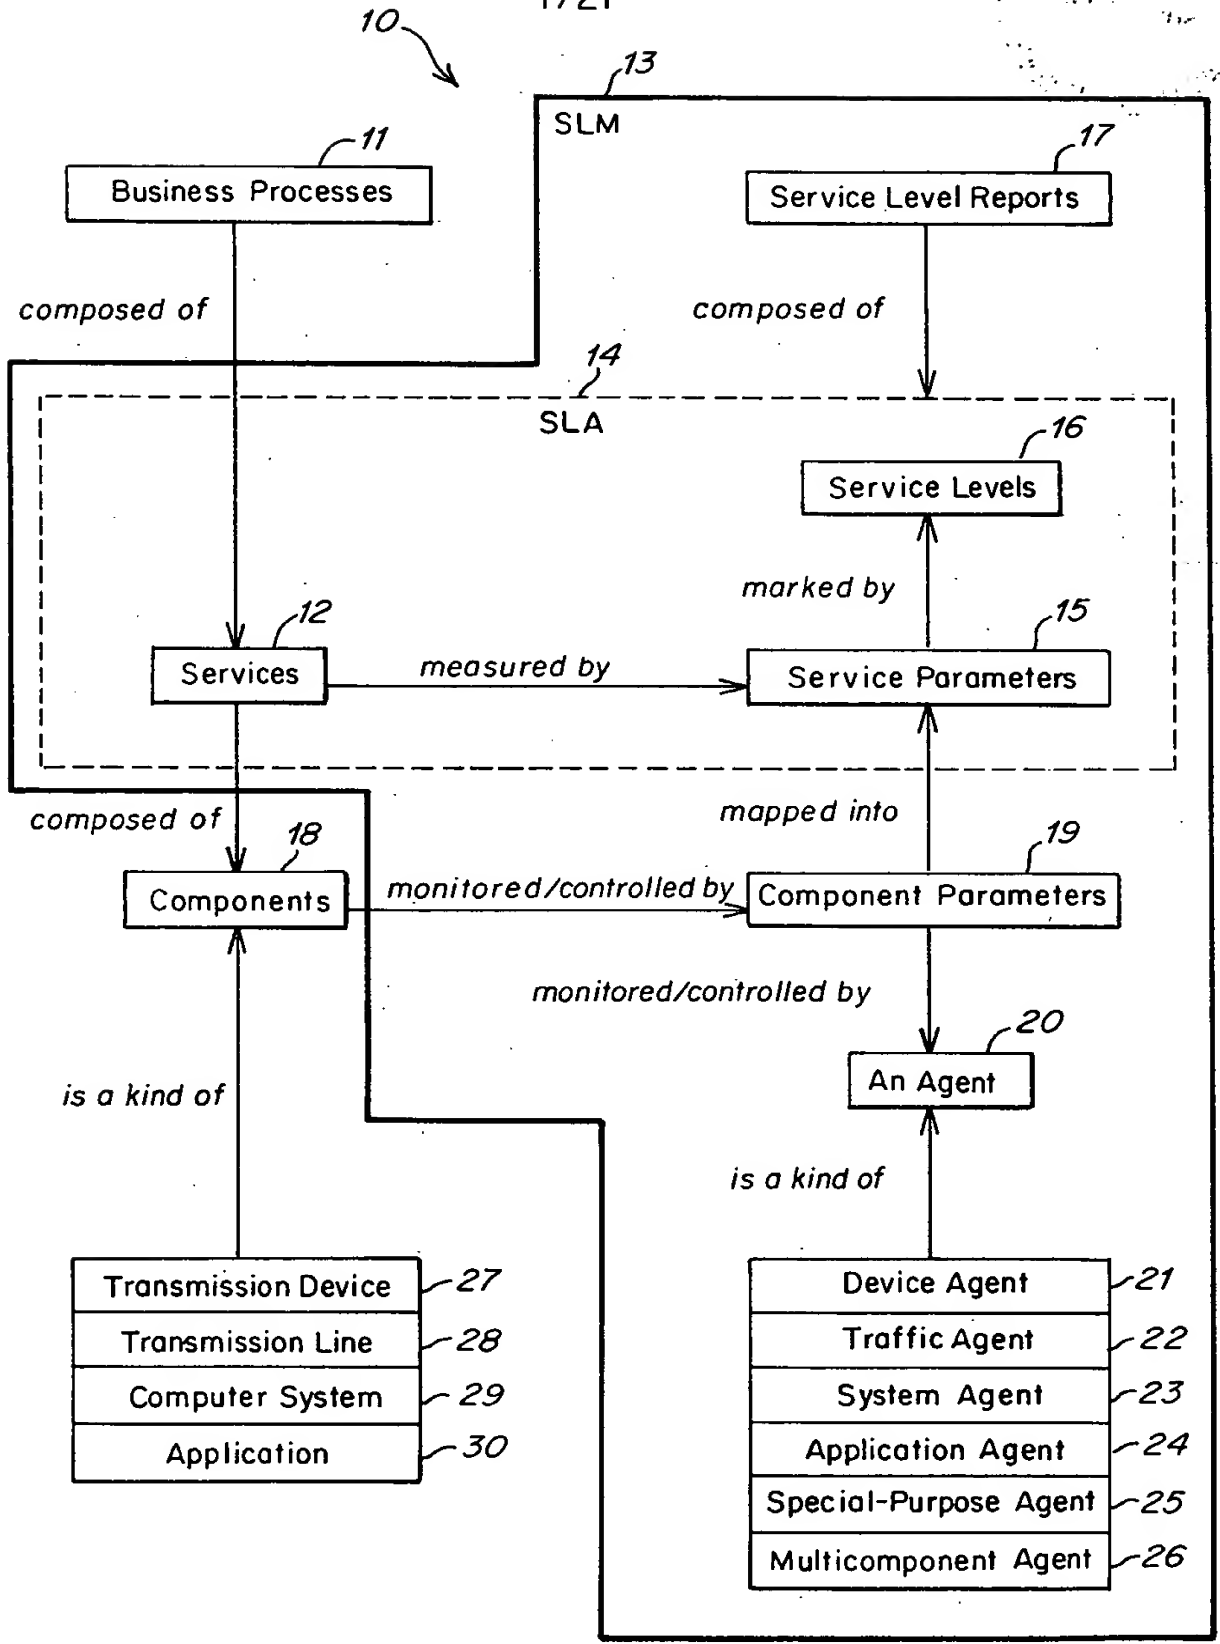 10
13
SLM
11
17
Business Processes
Service Level Reports
composed of
composed of
14
SLA
16
Service Levels
marked by
12
15
Services
measured by
Service Parameters
composed of
mapped into
18
19
Components
monitored/controlled by
Component Parameters
monitored/controlled by
20
An Agent
is a kind of
is a kind of
Transmission Device
27
Device Agent
21
Transmission Line
28
Traffic Agent
22
Computer System
29
System Agent
23
Application
30
Application Agent
24
Special-Purpose Agent
25
Multicomponent Agent
26